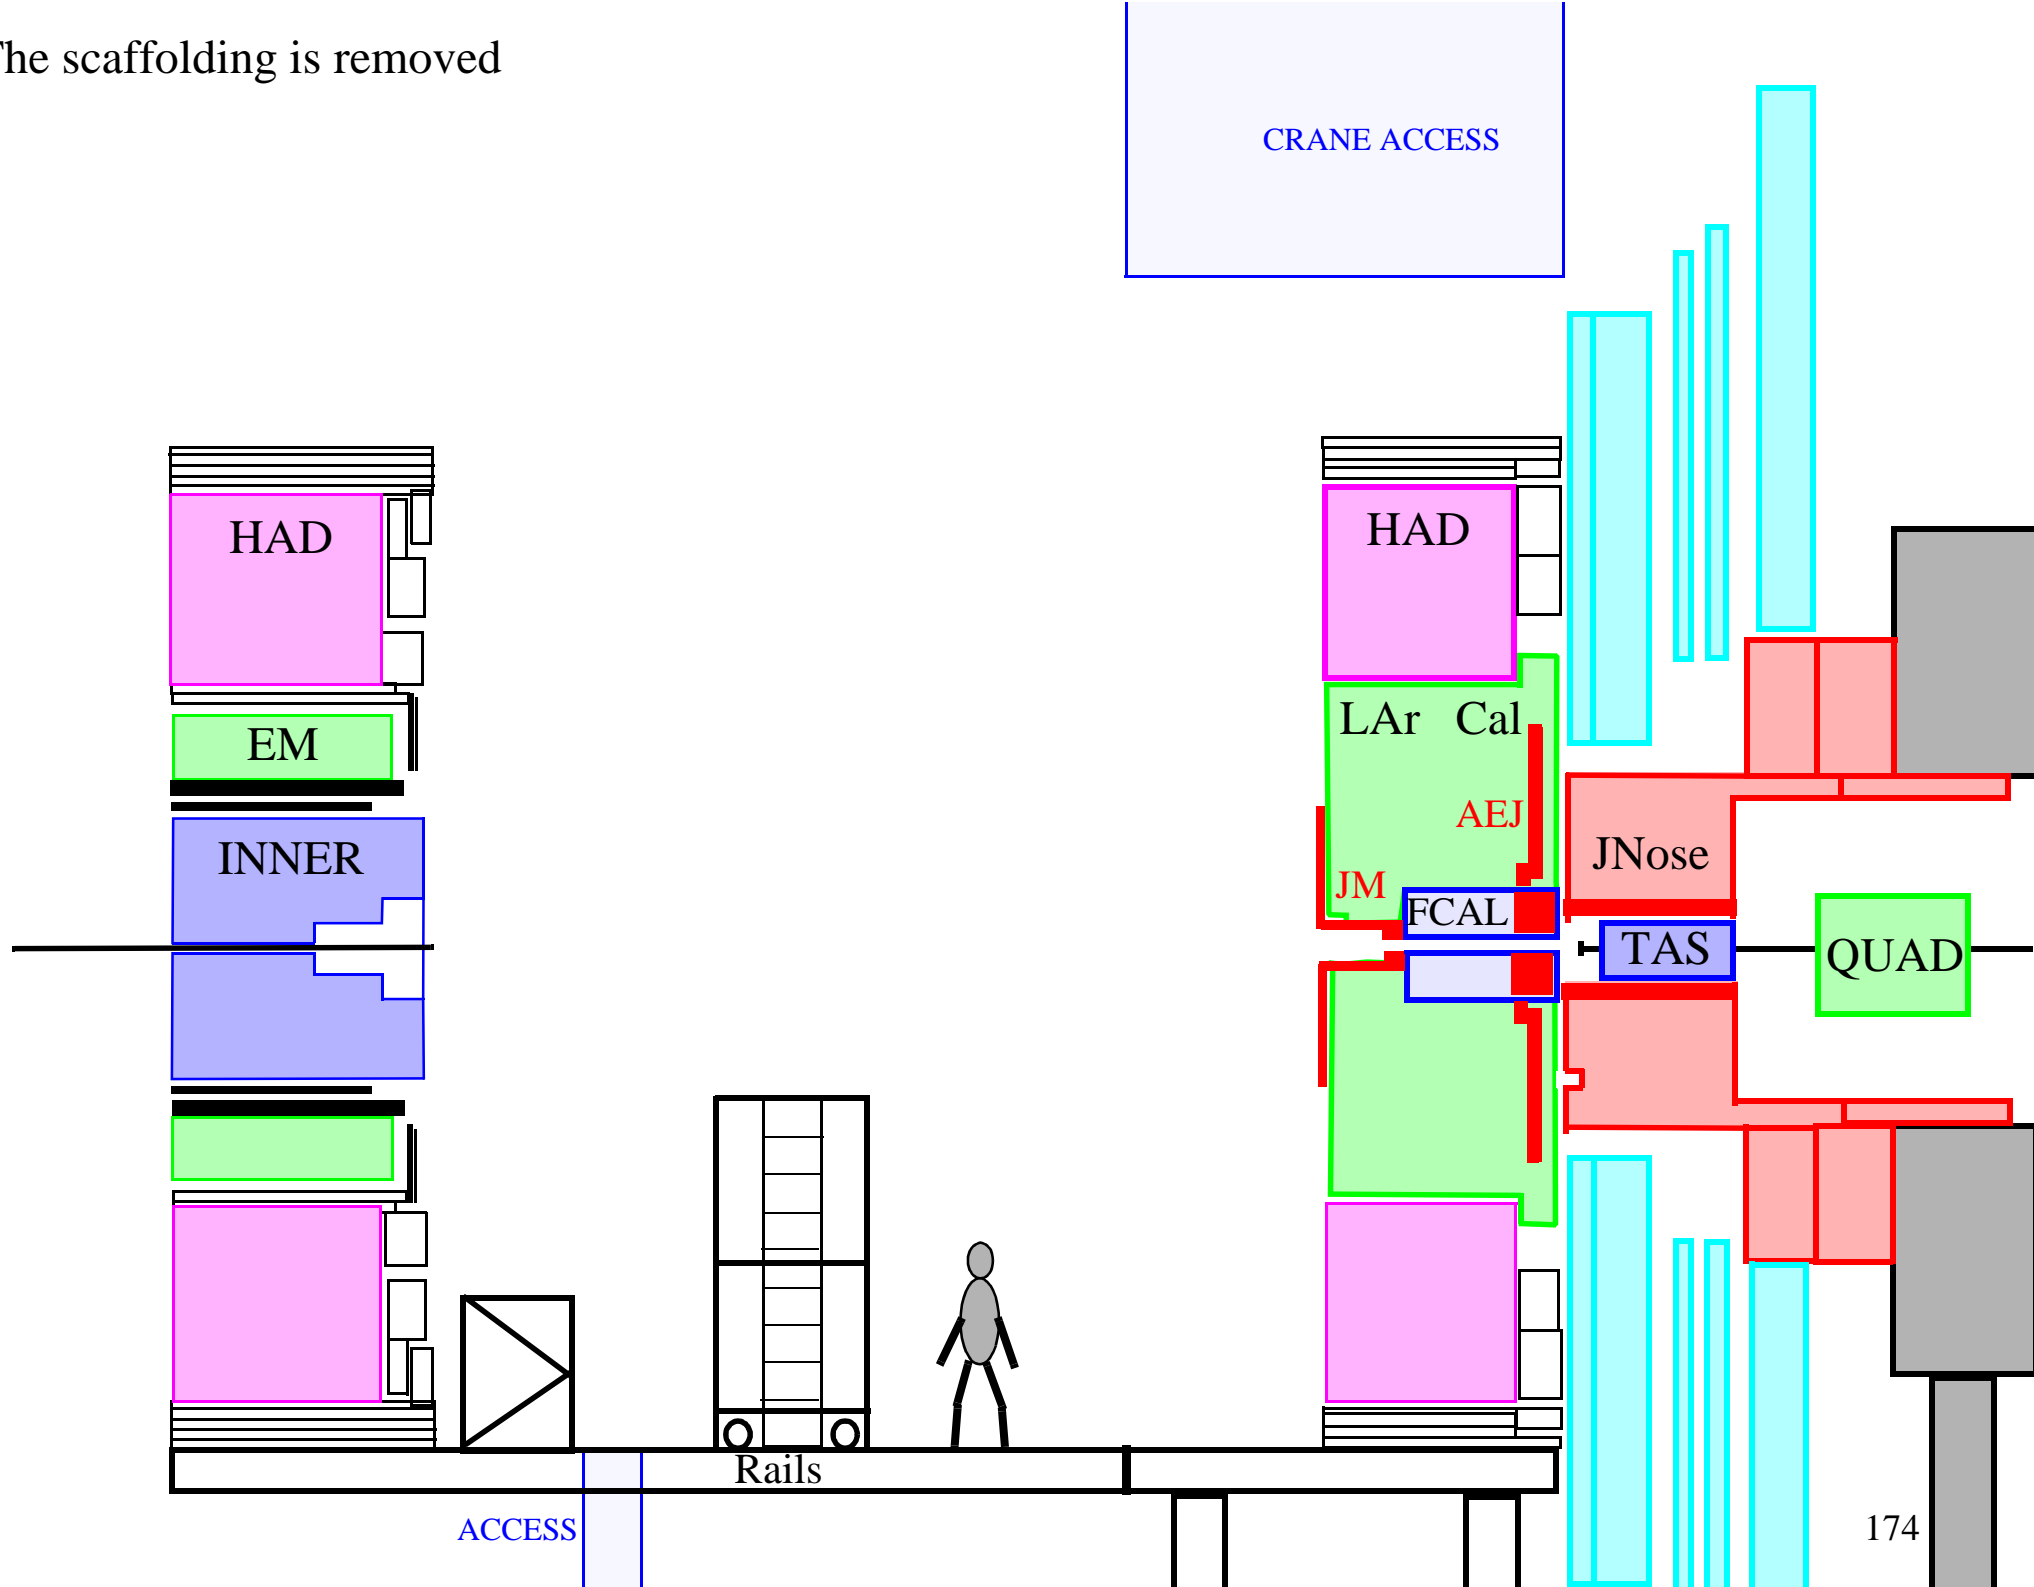 The scaffolding is removed
CRANE ACCESS
HAD
HAD
EM
LAr Cal
AEJ
INNER
JNose
JM
FCAL
TAS
QUAD
Rails
ACCESS
174